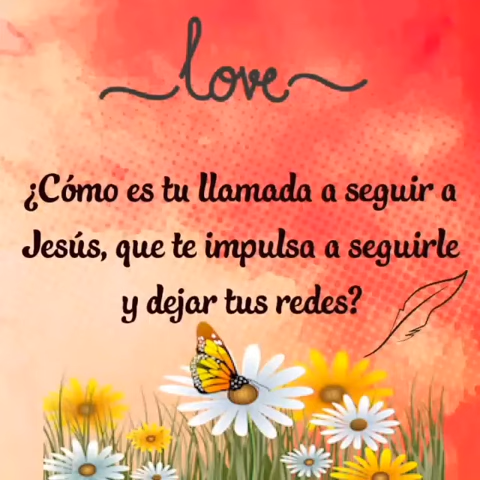 love
¿Cómo es tu llamada a seguir a
Jesús, que te impulsa a seguirle
y dejar tus redes?